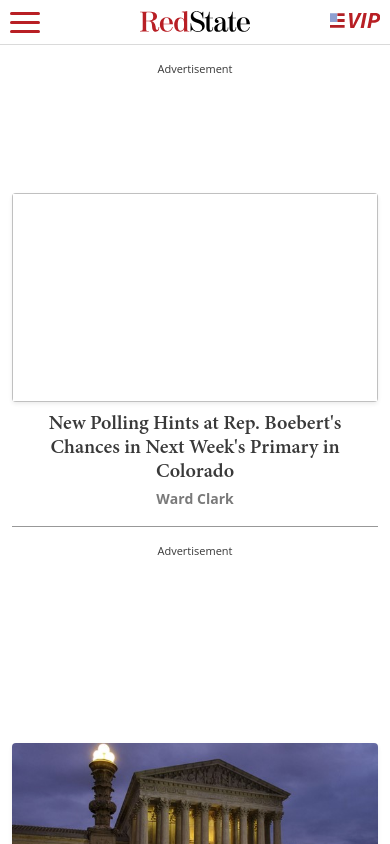 RedState
VIP
Advertisement
New Polling Hints at Rep. Boebert's
Chances in Next Week's Primary in
Colorado
Ward Clark
Advertisement